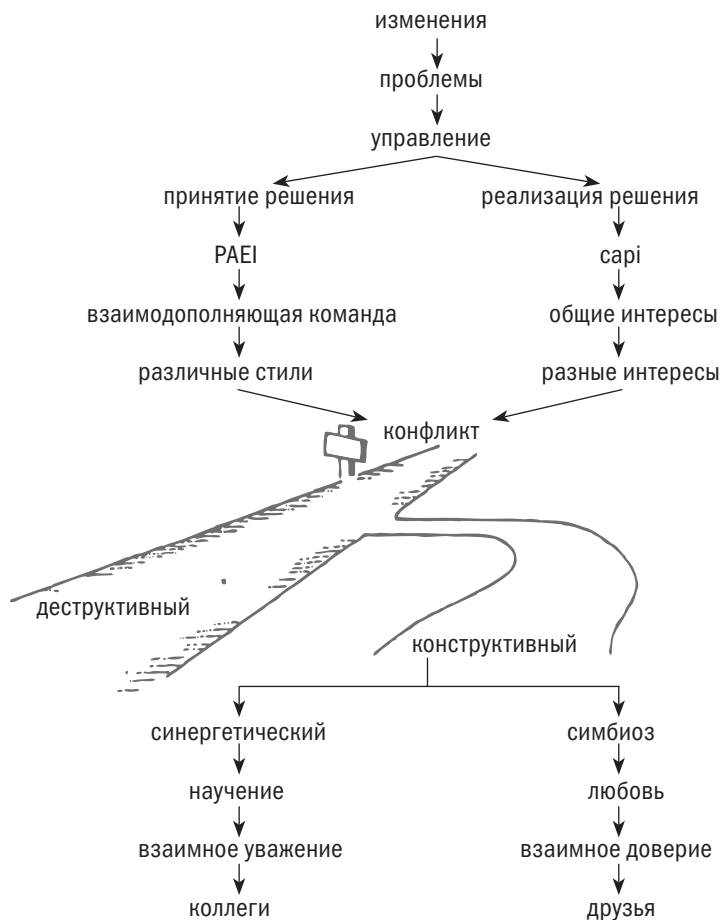 изменения
проблемы
управление
принятие решения
реализация решения
PAEI
capi
взаимодополняющая команда
общие интересы
различные стили
разные интересы
конфликт
деструктивный
конструктивный
синергетический
симбиоз
научение
любовь
взаимное уважение
взаимное доверие
коллеги
друзья